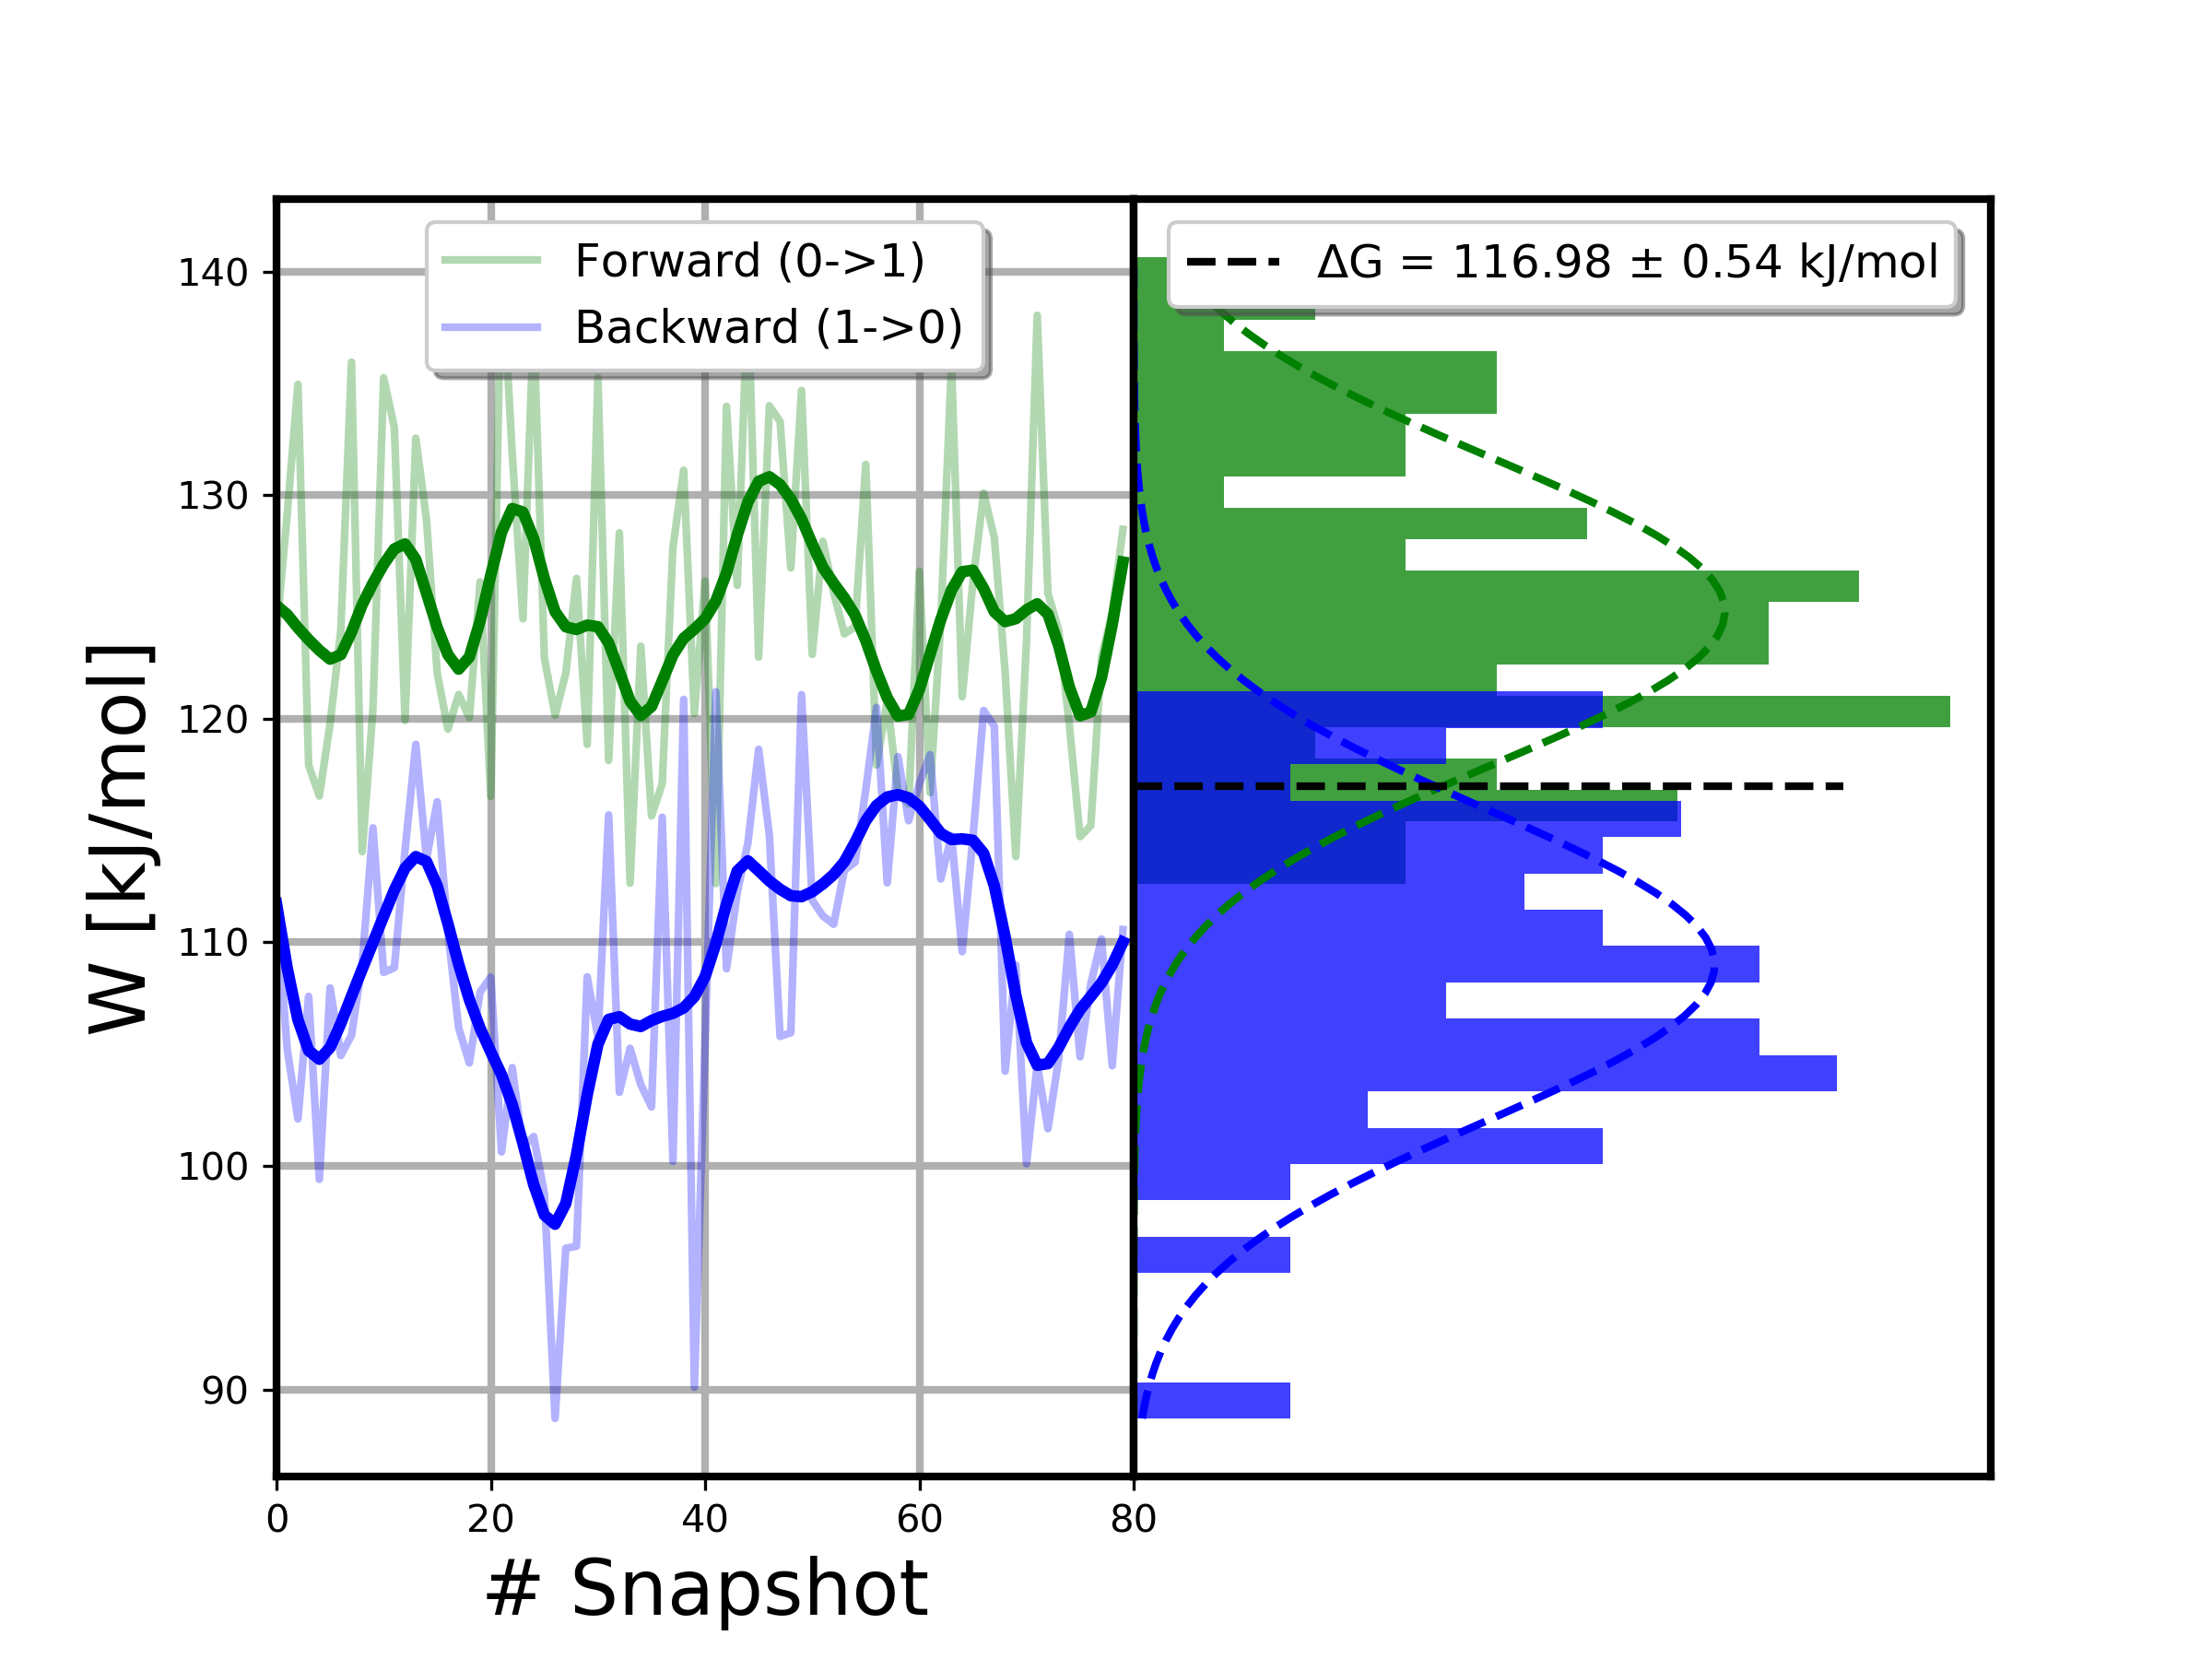 Forward (0->1)
Backward (1->0)
ΔG = 116.98 ± 0.54 kJ/mol
W [kJ/mol]
140
130
120
110
100
90
0 20 40 60 80
# Snapshot